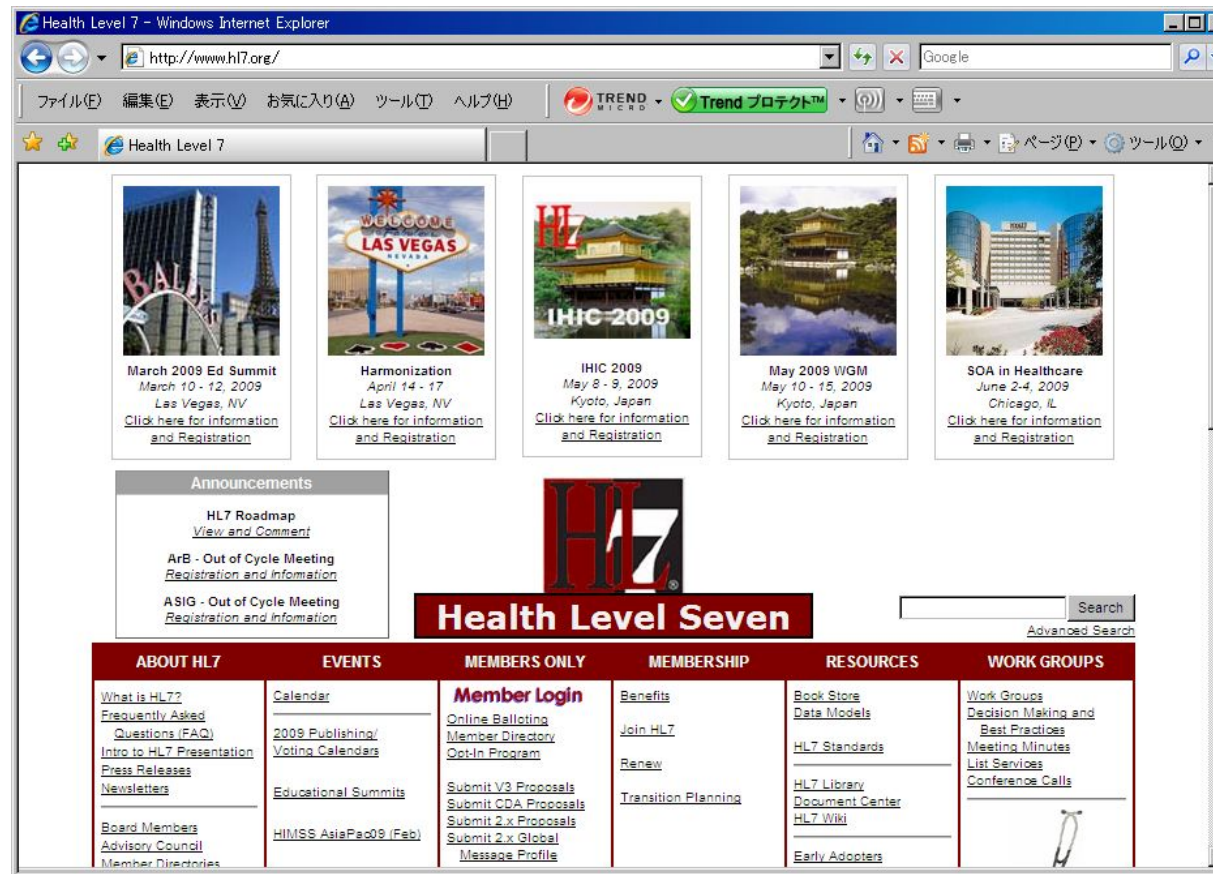 Health Level 7 - Windows Internet Explorer
http://www.hl7.org/
Google
ファイル(F) 編集(E) 表示(V) お気に入り(A) ツール(T) ヘルプ(H)
TREND MICRO
Trend プロテクト™
Health Level 7
ページ(P) ツール(O)
BALLY
WELCOME
TO Fabulous
LAS VEGAS
NEVADA
HL7
IHIC 2009
March 2009 Ed Summit
March 10 - 12, 2009
Las Vegas, NV
Click here for information
and Registration
Harmonization
April 14 - 17
Las Vegas, NV
Click here for information
and Registration
IHIC 2009
May 8 - 9, 2009
Kyoto, Japan
Click here for information
and Registration
May 2009 WGM
May 10 - 15, 2009
Kyoto, Japan
Click here for information
and Registration
SOA in Healthcare
June 2-4, 2009
Chicago, IL
Click here for information
and Registration
Announcements
HL7 Roadmap
View and Comment
ArB - Out of Cycle Meeting
Registration and Information
ASIG - Out of Cycle Meeting
Registration and Information
HL7®
Health Level Seven
Search
Advanced Search
ABOUT HL7
What is HL7?
Frequently Asked
Questions (FAQ)
Intro to HL7 Presentation
Press Releases
Newsletters
Board Members
Advisory Council
Member Directories
EVENTS
Calendar
2009 Publishing/
Voting Calendars
Educational Summits
HIMSS AsiaPac09 (Feb)
MEMBERS ONLY
Member Login
Online Balloting
Member Directory
Opt-In Program
Submit V3 Proposals
Submit CDA Proposals
Submit 2.x Proposals
Submit 2.x Global
Message Profile
MEMBERSHIP
Benefits
Join HL7
Renew
Transition Planning
RESOURCES
Book Store
Data Models
HL7 Standards
HL7 Library
Document Center
HL7 Wiki
Early Adopters
WORK GROUPS
Work Groups
Decision Making and
Best Practices
Meeting Minutes
List Services
Conference Calls